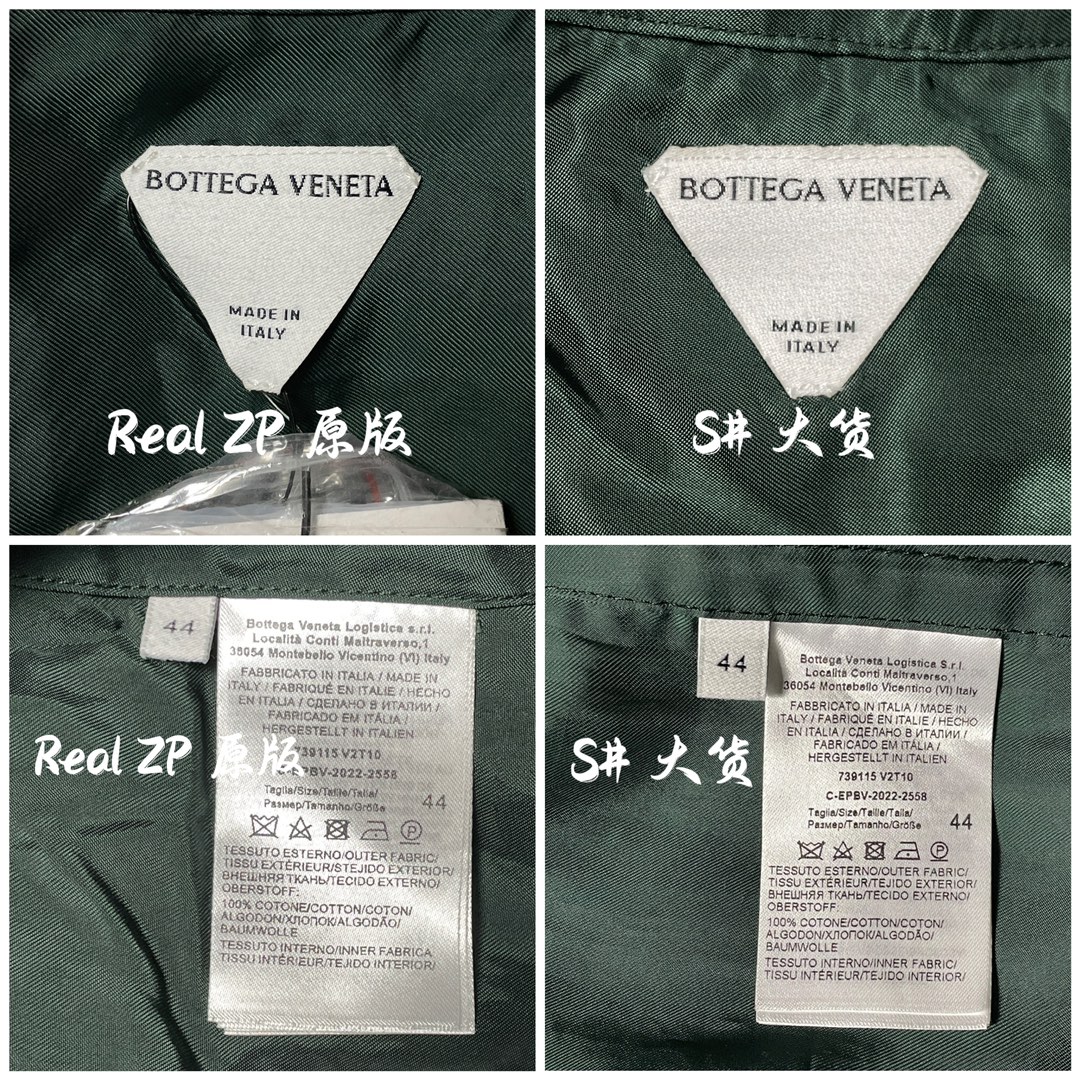 BOTTEGA VENETA
MADE IN
ITALY
Real ZP 原版
BOTTEGA VENETA
MADE IN
ITALY
S# 大货
44
Bottega Veneta Logistica s.r.l.
Località Conti Maltraverso,1
36054 Montebello Vicentino (VI) Italy
FABBRICATO IN ITALIA / MADE IN
ITALY / FABRIQUÉ EN ITALIE / HECHO
EN ITALIA / СДЕЛАНО В ИТАЛИИ /
FABRICADO EM ITÁLIA /
HERGESTELLT IN ITALIEN
Real ZP 原版
739115 V2T10
C-EPBV-2022-2558
Taglia/Size/Taille/Talla/
Размер/Tamanho/Größe 44
TESSUTO ESTERNO/OUTER FABRIC/
TISSU EXTÉRIEUR/STEJIDO EXTERIOR/
ВНЕШНЯЯ ТКАНЬ/TECIDO EXTERNO/
OBERSTOFF:
100% COTONE/COTTON/COTON/
ALGODON/ХЛОПОК/ALGODÃO/
BAUMWOLLE
TESSUTO INTERNO/INNER FABRICA
TISSU INTÉRIEUR/TEJIDO INTERIOR/
44
Bottega Veneta Logistica S.r.l.
Località Conti Maltraverso,1
36054 Montebello Vicentino (VI) Italy
FABBRICATO IN ITALIA / MADE IN
ITALY / FABRIQUÉ EN ITALIE / HECHO
EN ITALIA / СДЕЛАНО В ИТАЛИИ /
FABRICADO EM ITÁLIA /
HERGESTELLT IN ITALIEN
S# 大货
739115 V2T10
C-EPBV-2022-2558
Taglia/Size/Taille/Talla/
Размер/Tamanho/Größe 44
TESSUTO ESTERNO/OUTER FABRIC/
TISSU EXTÉRIEUR/TEJIDO EXTERIOR/
ВНЕШНЯЯ ТКАНЬ/TECIDO EXTERNO/
OBERSTOFF:
100% COTONE/COTTON/COTON/
ALGODON/ХЛОПОК/ALGODÃO/
BAUMWOLLE
TESSUTO INTERNO/INNER FABRIC/
TISSU INTÉRIEUR/TEJIDO INTERIOR/